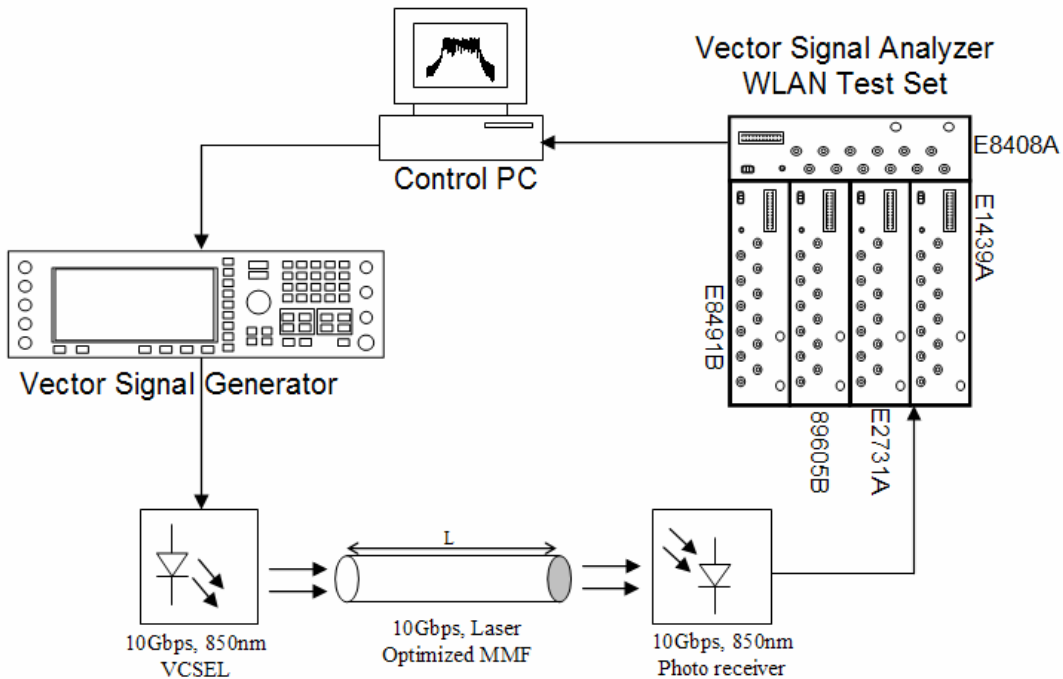 Vector Signal Analyzer
WLAN Test Set
E8408A
Control PC
E1439A
E8491B
Vector Signal Generator
89605B
E2731A
L
10Gbps, 850nm
VCSEL
10Gbps, Laser
Optimized MMF
10Gbps, 850nm
Photo receiver